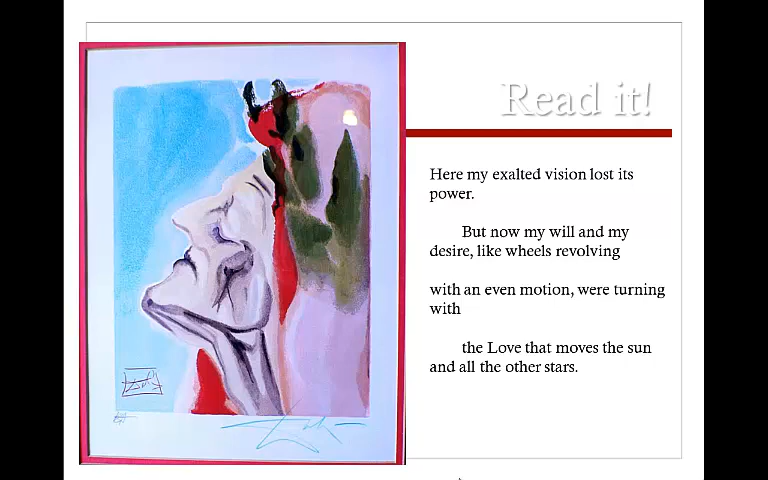 Read it!
Here my exalted vision lost its
power.
But now my will and my
desire, like wheels revolving
with an even motion, were turning
with
the Love that moves the sun
and all the other stars.